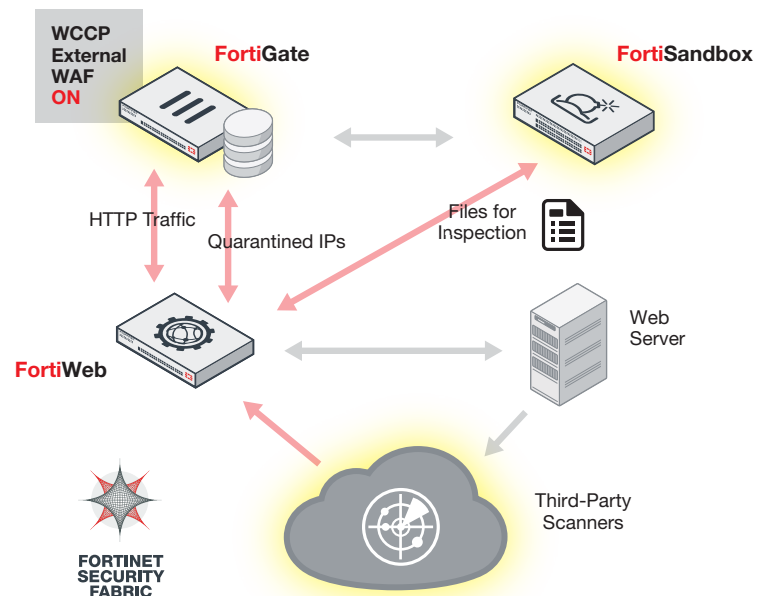 WCCP
External
WAF
ON
FortiGate
FortiSandbox
HTTP Traffic
Quarantined IPs
Files for
Inspection
Web
Server
FortiWeb
Third-Party
Scanners
FORTINET
SECURITY
FABRIC